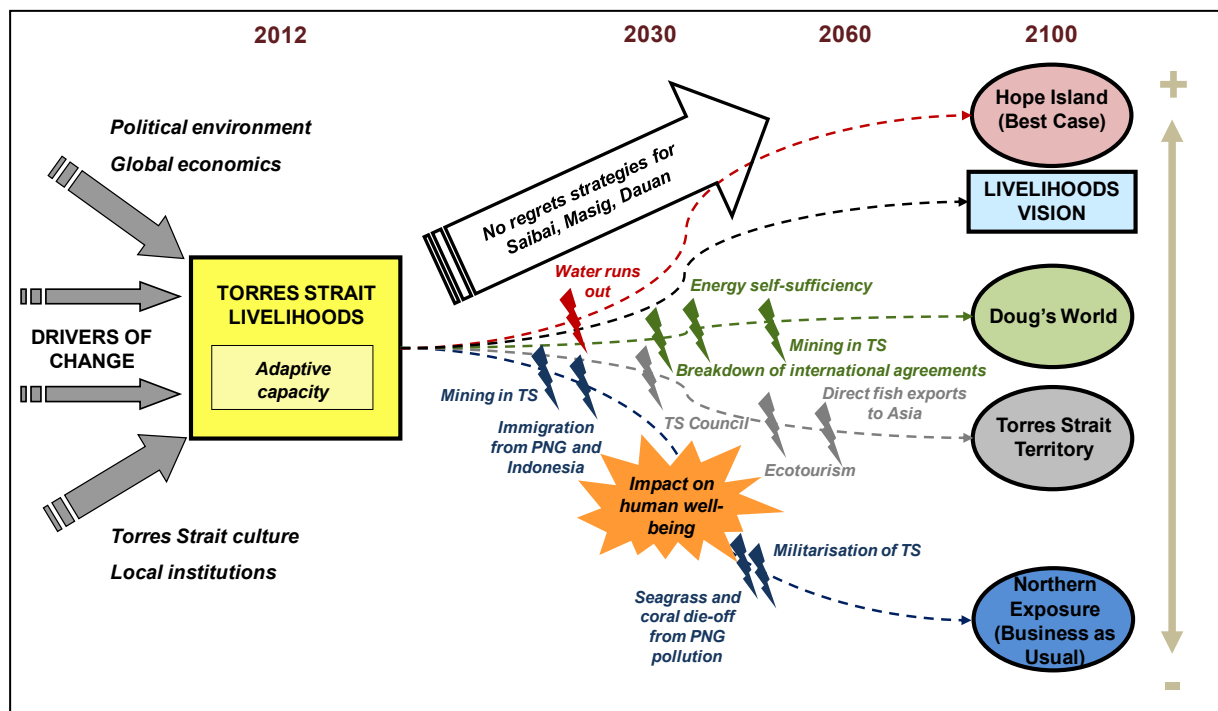 2012
2030
2060
2100
Political environment
Global economics
DRIVERS OF
CHANGE
Torres Strait culture
Local institutions
TORRES STRAIT
LIVELIHOODS
Adaptive
capacity
No regrets strategies for
Saibai, Masig, Dauan
Water runs
out
Energy self-sufficiency
Mining in TS
Breakdown of international agreements
Mining in TS
Immigration
from PNG and
Indonesia
TS Council
Direct fish exports
to Asia
Ecotourism
Impact on
human well-
being
Militarisation of TS
Seagrass and
coral die-off
from PNG
pollution
Hope Island
(Best Case)
LIVELIHOODS
VISION
Doug's World
Torres Strait
Territory
Northern
Exposure
(Business as
Usual)
+
-